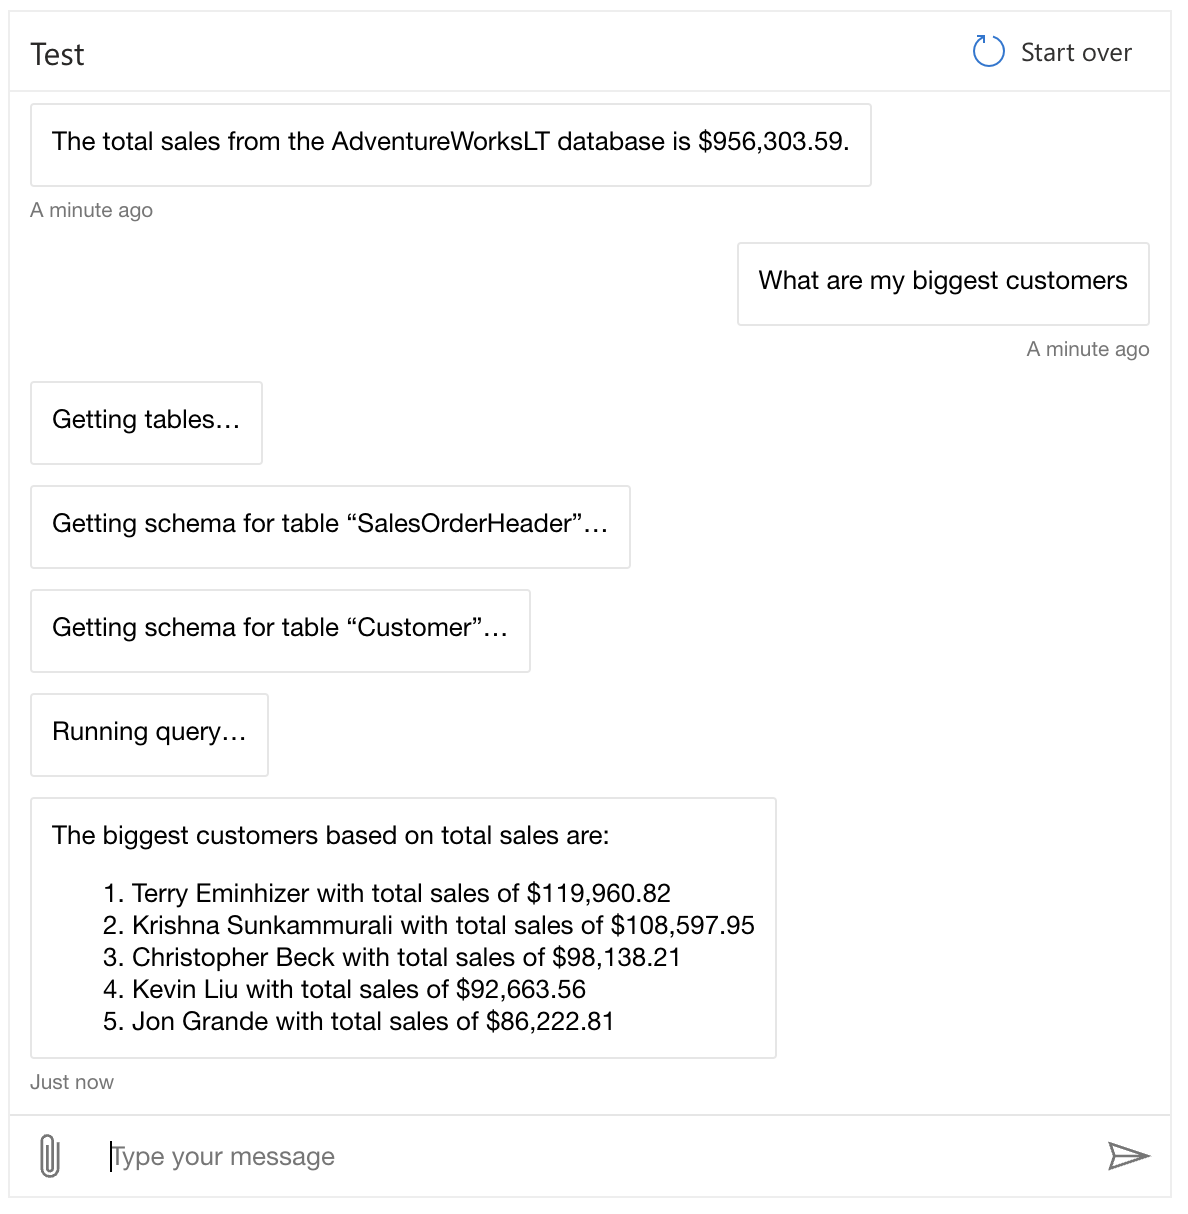 Test
Start over
The total sales from the AdventureWorksLT database is $956,303.59.
A minute ago
What are my biggest customers
A minute ago
Getting tables…
Getting schema for table “SalesOrderHeader”…
Getting schema for table “Customer”…
Running query…
The biggest customers based on total sales are:
1. Terry Eminhizer with total sales of $119,960.82
2. Krishna Sunkammurali with total sales of $108,597.95
3. Christopher Beck with total sales of $98,138.21
4. Kevin Liu with total sales of $92,663.56
5. Jon Grande with total sales of $86,222.81
Just now
Type your message